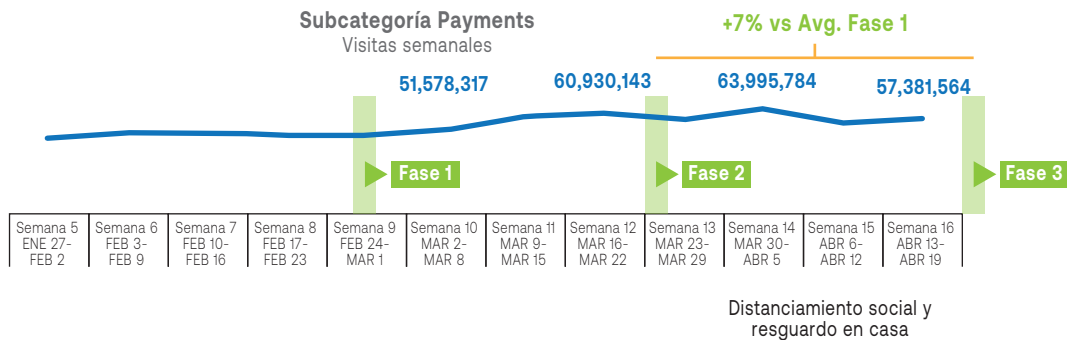 Subcategoría Payments
Visitas semanales
+7% vs Avg. Fase 1
51,578,317
60,930,143
63,995,784
57,381,564
Fase 1
Fase 2
Fase 3
Semana 5
ENE 27-
FEB 2
Semana 6
FEB 3-
FEB 9
Semana 7
FEB 10-
FEB 16
Semana 8
FEB 17-
FEB 23
Semana 9
FEB 24-
MAR 1
Semana 10
MAR 2-
MAR 8
Semana 11
MAR 9-
MAR 15
Semana 12
MAR 16-
MAR 22
Semana 13
MAR 23-
MAR 29
Semana 14
MAR 30-
ABR 5
Semana 15
ABR 6-
ABR 12
Semana 16
ABR 13-
ABR 19
Distanciamiento social y
resguardo en casa